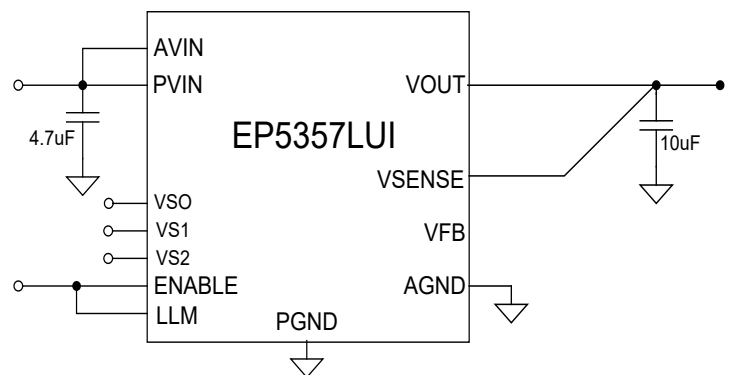 AVIN
PVIN
VOUT
4.7uF
EP5357LUI
10uF
VSENSE
VSO
VS1
VFB
VS2
ENABLE
AGND
LLM
PGND